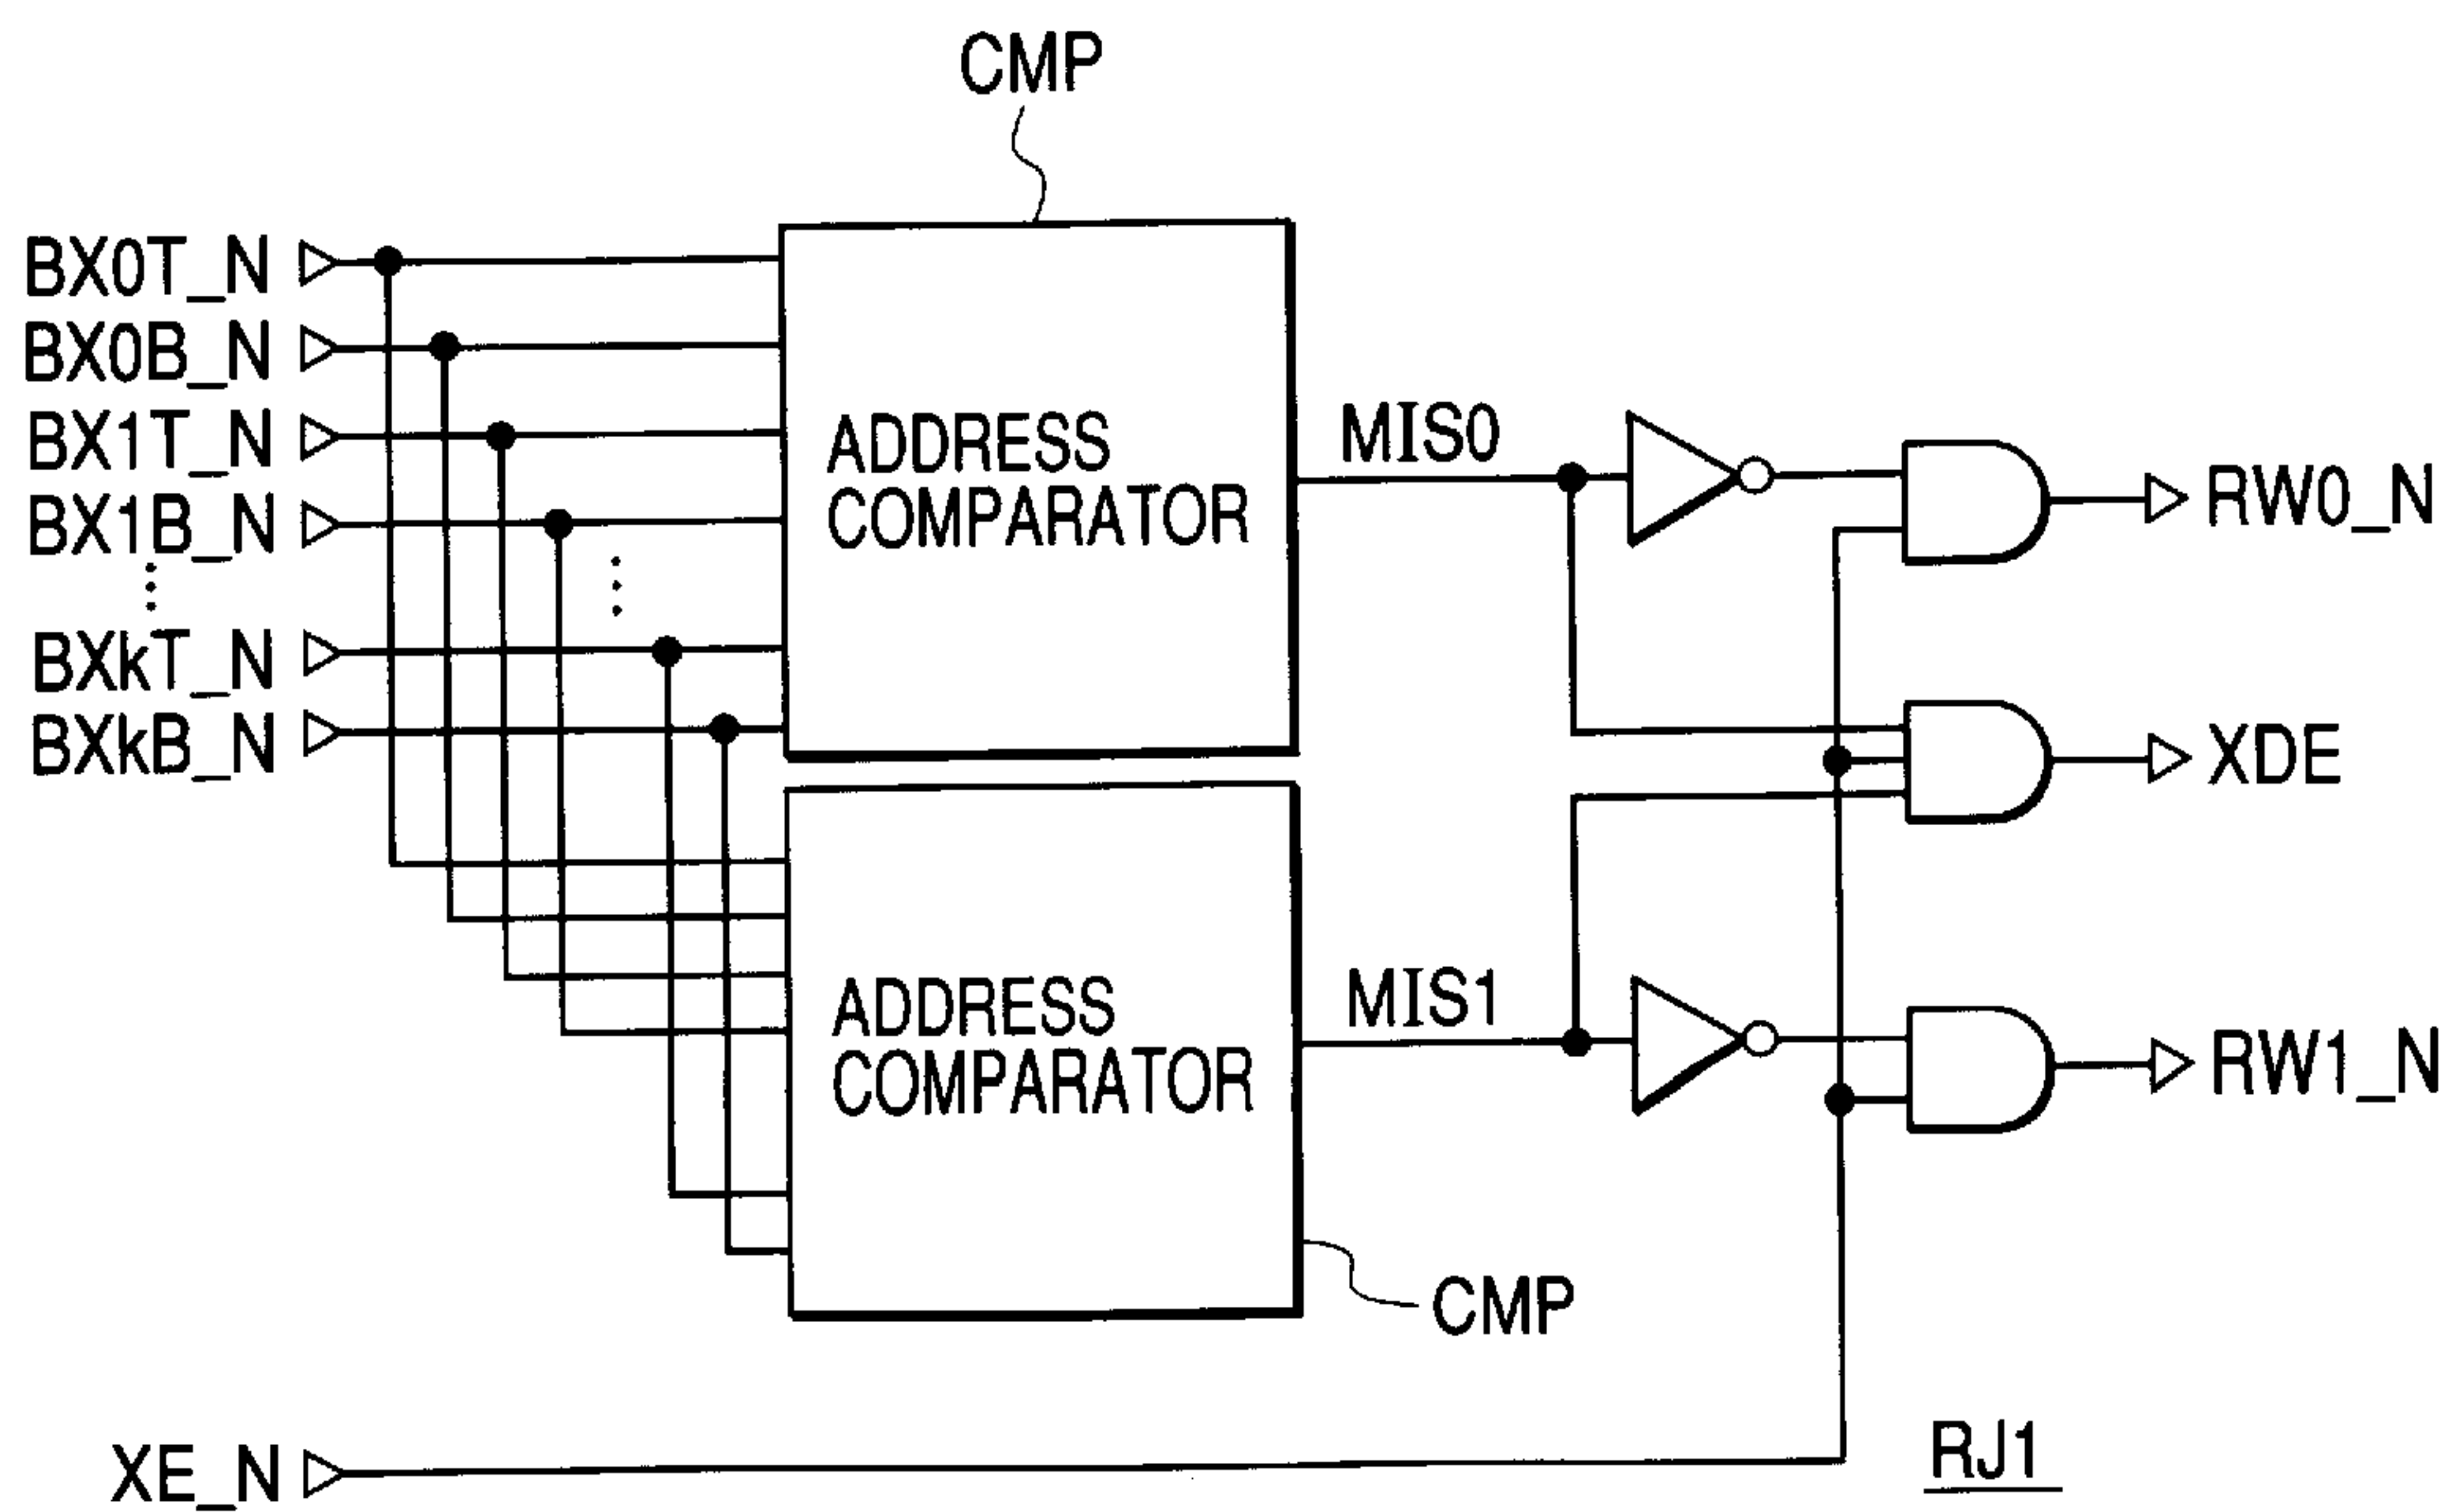 CMP
BX0T_N
BX0B_N
BX1T_N
BX1B_N
BXkT_N
BXkB_N
ADDRESS
COMPARATOR
MIS0
RW0_N
XDE
ADDRESS
COMPARATOR
MIS1
RW1_N
CMP
XE_N
RJ1